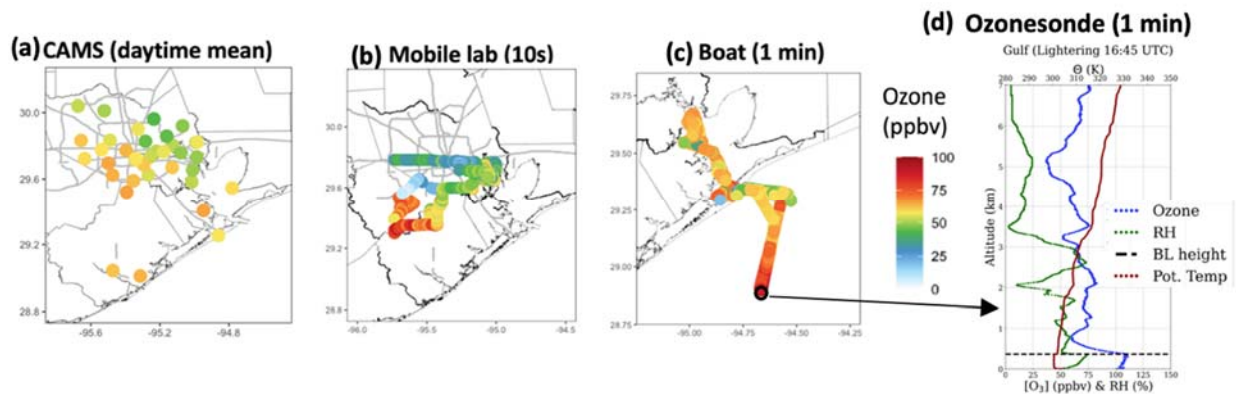 (a) CAMS (daytime mean)
30.0
29.6
29.2
28.8
-95.6
-95.2
-94.8
(b) Mobile lab (10s)
30.0
29.6
29.2
28.8
-96.0
-95.5
-95.0
-94.4
(c) Boat (1 min)
29.75
29.50
29.25
29.00
28.75
-95.00
-94.75
-94.50
-94.25
Ozone
(ppbv)
100
75
50
25
0
(d) Ozonesonde (1 min)
Gulf (Lightering 16:45 UTC)
Θ (K)
280 290 300 310 320 330 340 350
Altitude (km)
7
6
5
4
3
2
1
0
Ozone
RH
BL height
Pot. Temp
0 25 50 75 100 125 150
[O₃] (ppbv) & RH (%)